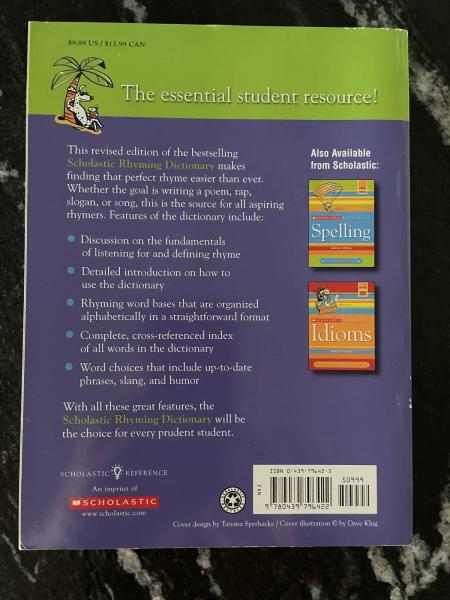 $9.99 US / $12.99 CAN
The essential student resource!
This revised edition of the bestselling
Scholastic Rhyming Dictionary makes
finding that perfect rhyme easier than ever.
Whether the goal is writing a poem, rap,
slogan, or song, this is the source for all aspiring
rhymers. Features of the dictionary include:
Discussion on the fundamentals
of listening for and defining rhyme
Detailed introduction on how to
use the dictionary
Rhyming word bases that are organized
alphabetically in a straightforward format
Complete, cross-referenced index
of all words in the dictionary
Word choices that include up-to-date
phrases, slang, and humor
With all these great features, the
Scholastic Rhyming Dictionary will be
the choice for every prudent student.
Also Available
from Scholastic:
SCHOLASTIC
Spelling
SCHOLASTIC
Idioms
SCHOLASTIC REFERENCE
An imprint of
SCHOLASTIC
www.scholastic.com
ISBN 0-439-79642-3
50999
EAN
9 780439 796422
Cover design by Tatiana Sperhacke / Cover illustration © by Dave Klug